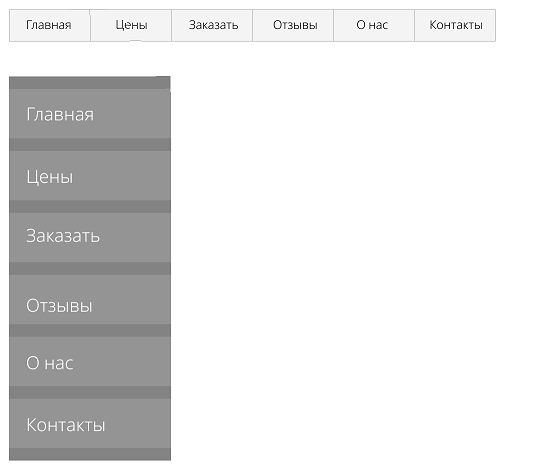 Главная Цены Заказать Отзывы О нас Контакты
Главная
Цены
Заказать
Отзывы
О нас
Контакты